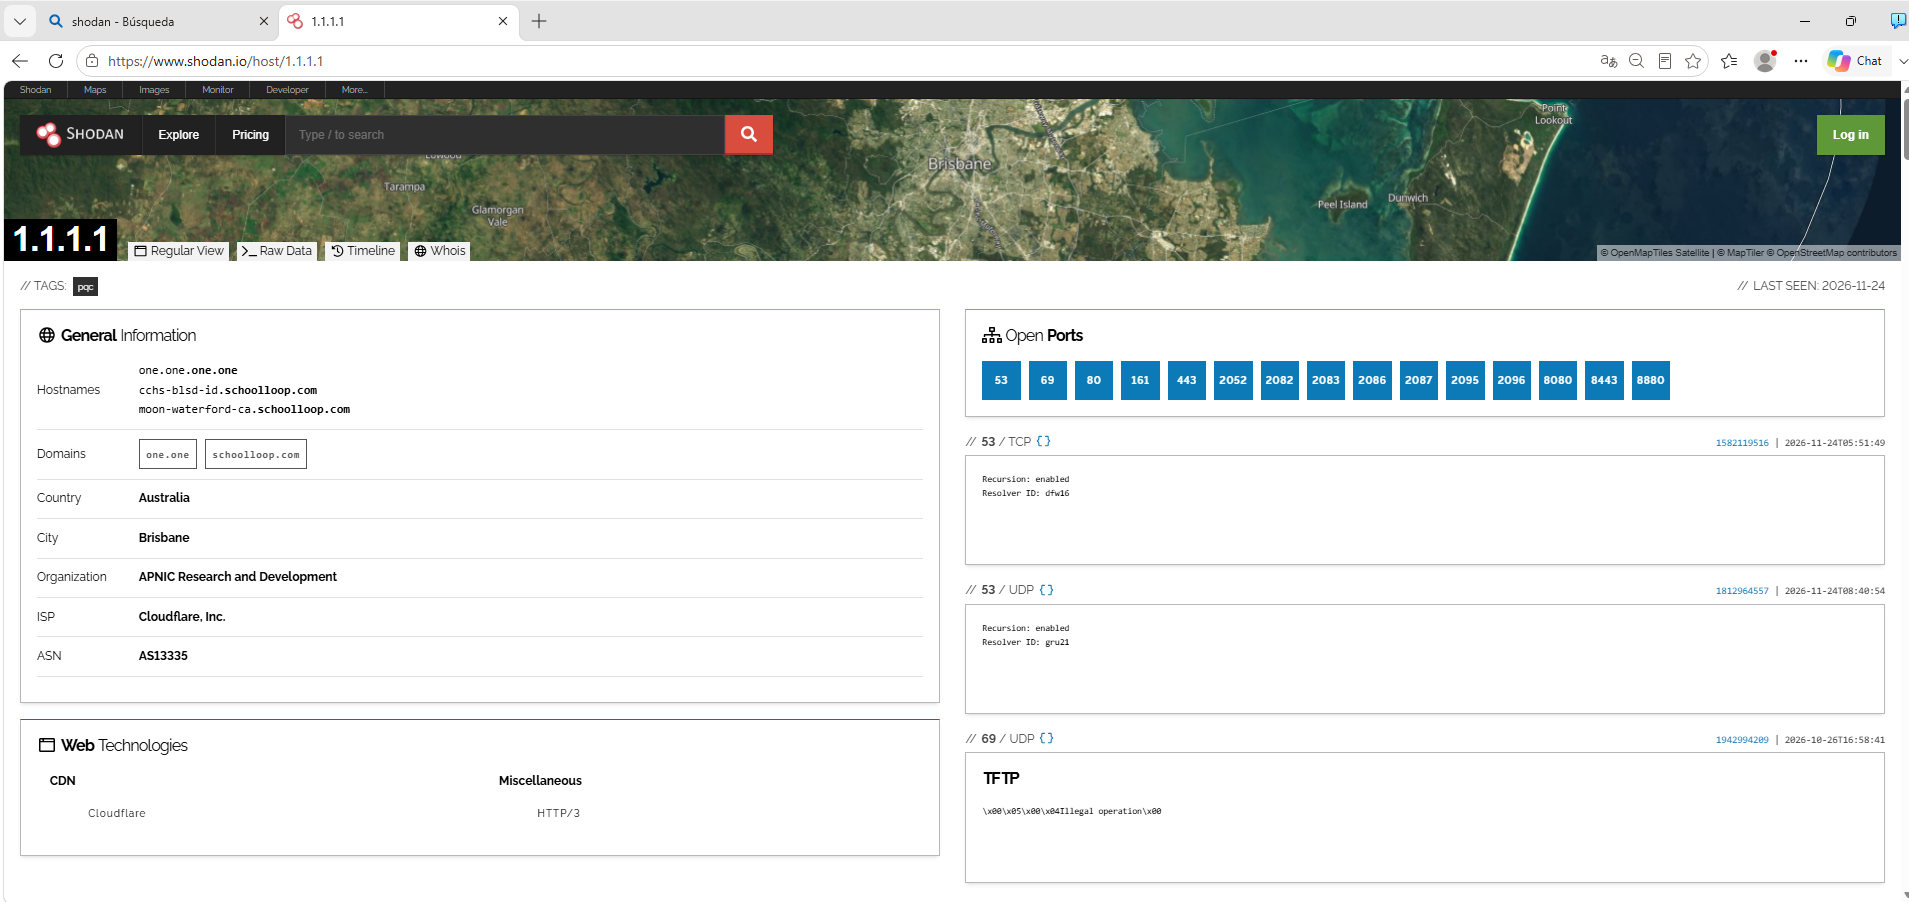 shodan - Búsqueda
1.1.1.1
https://www.shodan.io/host/1.1.1.1
Chat
Shodan Maps Images Monitor Developer More...
SHODAN Explore Pricing Type / to search
Log in
Point Lookout
Brisbane
Tarampa
Glamorgan Vale
Peel Island
Dunwich
1.1.1.1
Regular View
>_ Raw Data
Timeline
Whois
© OpenMapTiles Satellite | © MapTiler © OpenStreetMap contributors
// TAGS: pqc
// LAST SEEN: 2026-11-24
General Information
Hostnames
one.one.one.one
cchs-blsd-id.schoolloop.com
moon-waterford-ca.schoolloop.com
Domains one.one schoolloop.com
Country Australia
City Brisbane
Organization APNIC Research and Development
ISP Cloudflare, Inc.
ASN AS13335
Web Technologies
CDN
Cloudflare
Miscellaneous
HTTP/3
Open Ports
53 69 80 161 443 2052 2082 2083 2086 2087 2095 2096 8080 8443 8880
// 53 / TCP {} 1582119516 | 2026-11-24T05:51:49
Recursion: enabled
Resolver ID: dfw16
// 53 / UDP {} 1812964557 | 2026-11-24T08:40:54
Recursion: enabled
Resolver ID: gru21
// 69 / UDP {} 1942994209 | 2026-10-26T16:58:41
TFTP
\x00\x05\x00\x04Illegal operation\x00